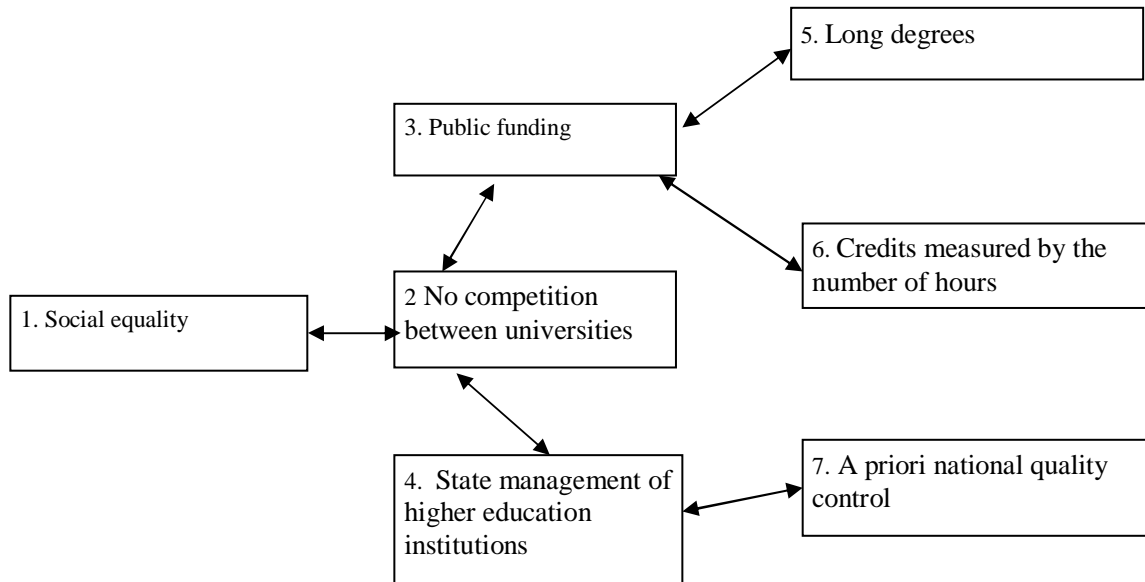 5. Long degrees
3. Public funding
6. Credits measured by the
number of hours
2 No competition
between universities
1. Social equality
4.  State management of
higher education
institutions
7. A priori national quality
control